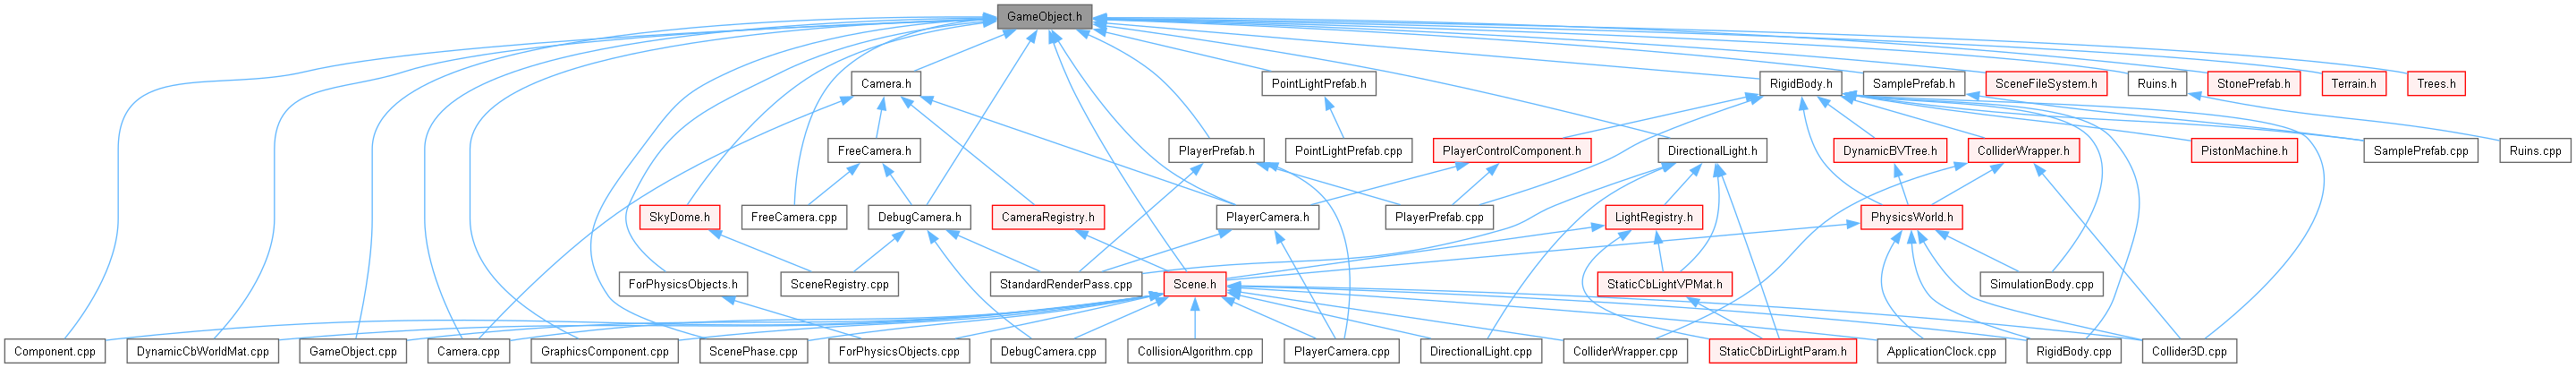 GameObject.h
Camera.h
PointLightPrefab.h
RigidBody.h
SamplePrefab.h
SceneFileSystem.h
Ruins.h
StonePrefab.h
Terrain.h
Trees.h
FreeCamera.h
PlayerPrefab.h
PointLightPrefab.cpp
PlayerControlComponent.h
DirectionalLight.h
DynamicBVTree.h
ColliderWrapper.h
PistonMachine.h
SamplePrefab.cpp
Ruins.cpp
SkyDome.h
FreeCamera.cpp
DebugCamera.h
CameraRegistry.h
PlayerCamera.h
PlayerPrefab.cpp
LightRegistry.h
PhysicsWorld.h
ForPhysicsObjects.h
SceneRegistry.cpp
StandardRenderPass.cpp
Scene.h
StaticCbLightVPMat.h
SimulationBody.cpp
Component.cpp
DynamicCbWorldMat.cpp
GameObject.cpp
Camera.cpp
GraphicsComponent.cpp
ScenePhase.cpp
ForPhysicsObjects.cpp
DebugCamera.cpp
CollisionAlgorithm.cpp
PlayerCamera.cpp
DirectionalLight.cpp
ColliderWrapper.cpp
StaticCbDirLightParam.h
ApplicationClock.cpp
RigidBody.cpp
Collider3D.cpp